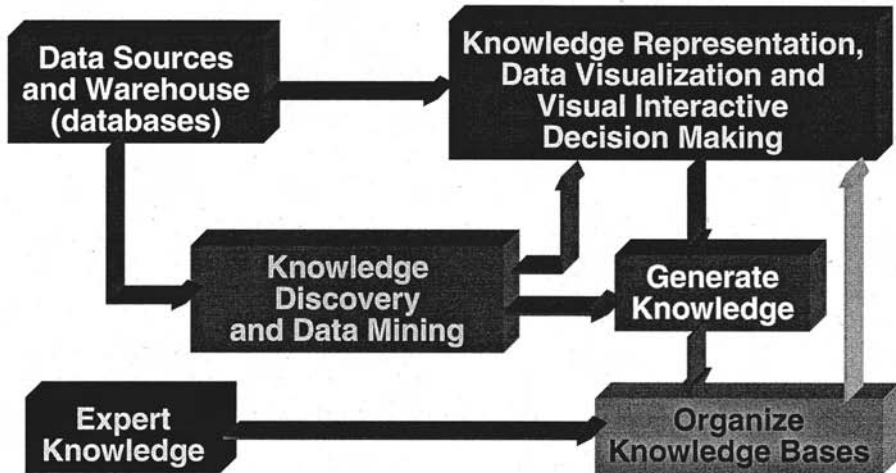 Data Sources
and Warehouse
(databases)
Knowledge Representation,
Data Visualization and
Visual Interactive
Decision Making
Knowledge
Discovery
and Data Mining
Generate
Knowledge
Expert
Knowledge
Organize
Knowledge Bases